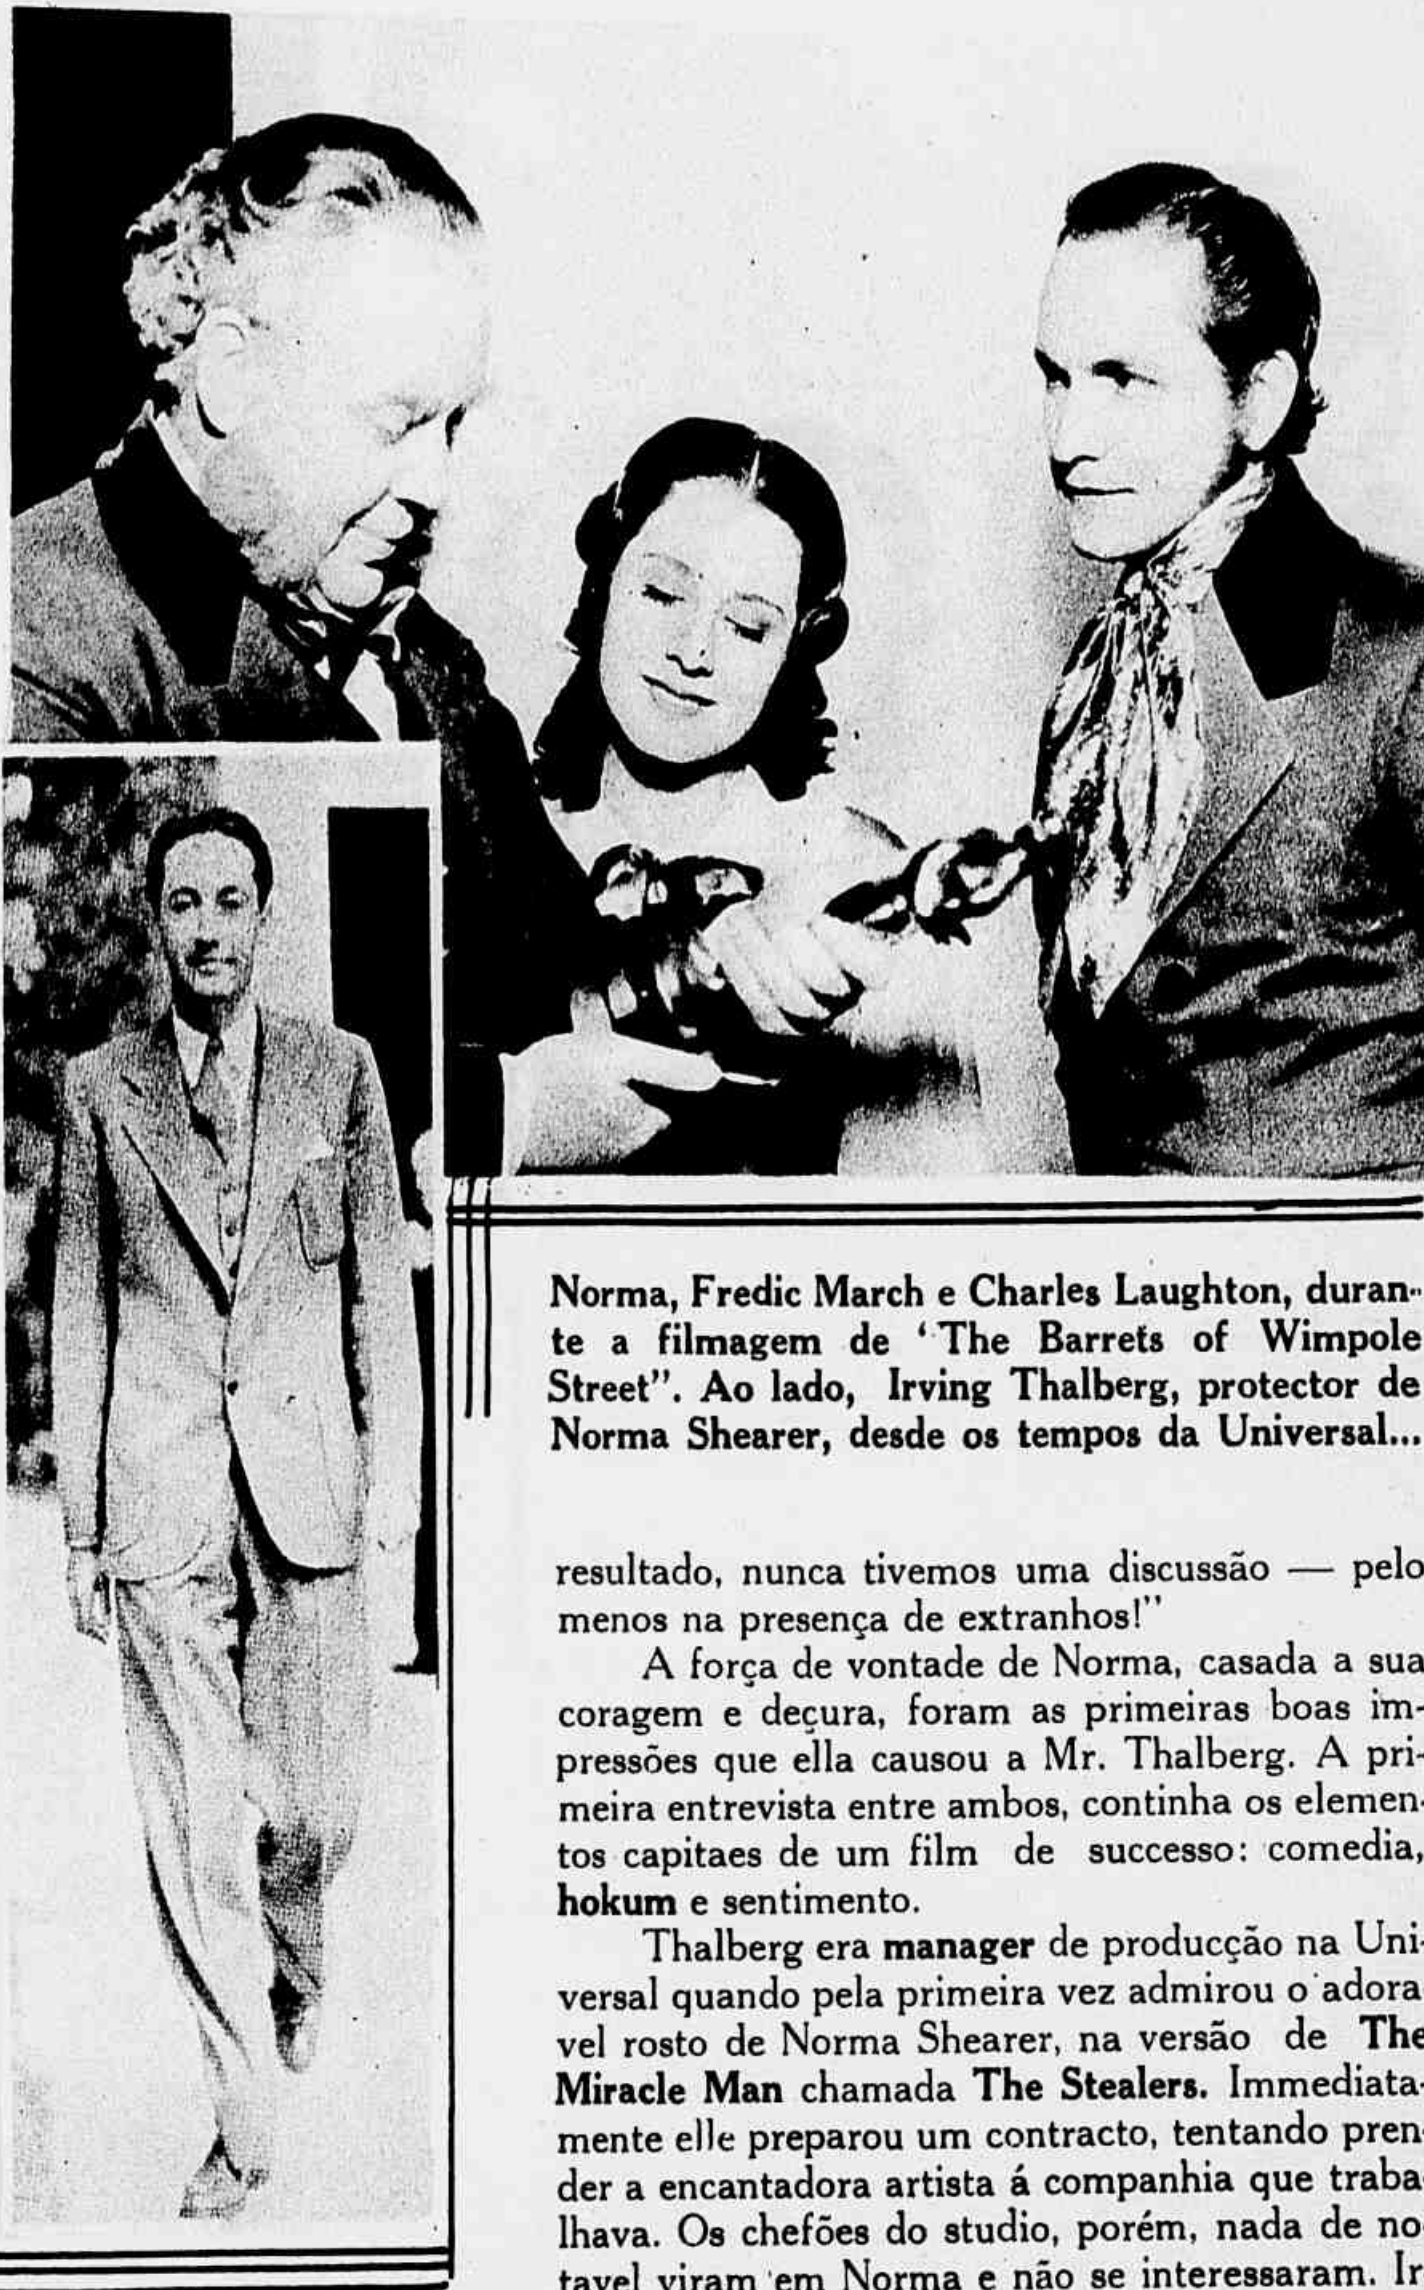 Norma, Fredic March e Charles Laughton, duran-
te a filmagem de ‘The Barrets of Wimpole
Street”. Ao lado, Irving Thalberg, protector de
Norma Shearer, desde os tempos da Universal...
resultado, nunca tivemos uma discussão — pelo
menos na presença de extranhos!”
A força de vontade de Norma, casada a sua
coragem e deçura, foram as primeiras boas im-
pressões que ella causou a Mr. Thalberg. A pri-
meira entrevista entre ambos, continha os elemen-
tos capitaes de um film de successo: comedia,
hokum e sentimento.
Thalberg era manager de producção na Uni-
versal quando pela primeira vez admirou o adora
vel rosto de Norma Shearer, na versão de The
Miracle Man chamada The Stealers. Immediata-
mente elle preparou um contracto, tentando pren-
der a encantadora artista á companhia que traba-
lhava. Os chefões do studio, porém, nada de no
tavel viram em Norma e não se interessaram. Ir